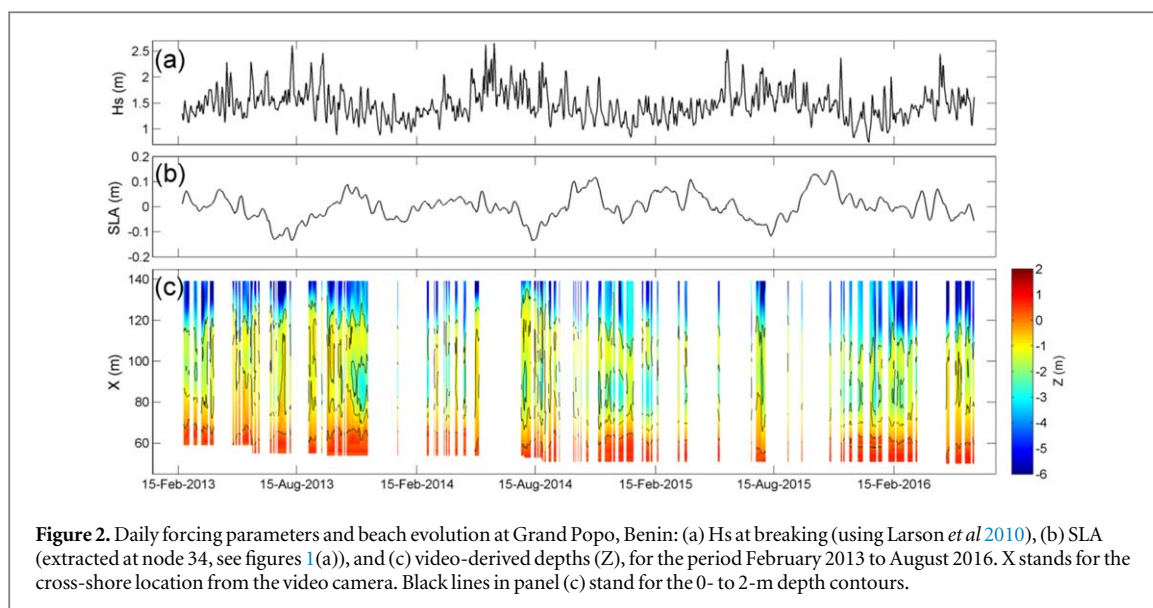 (a)
Hs (m)
2.5
2
1.5
1
15-Feb-2013 15-Aug-2013 15-Feb-2014 15-Aug-2014 15-Feb-2015 15-Aug-2015 15-Feb-2016
(b)
SLA (m)
0.2
0.1
0
-0.1
-0.2
(c)
X (m)
140
120
100
80
60
2
1
0
-1
-2
-3
-4
-5
-6
Z (m)
Figure 2. Daily forcing parameters and beach evolution at Grand Popo, Benin: (a) Hs at breaking (using Larson et al 2010), (b) SLA
(extracted at node 34, see figures 1(a)), and (c) video-derived depths (Z), for the period February 2013 to August 2016. X stands for the
cross-shore location from the video camera. Black lines in panel (c) stand for the 0- to 2-m depth contours.